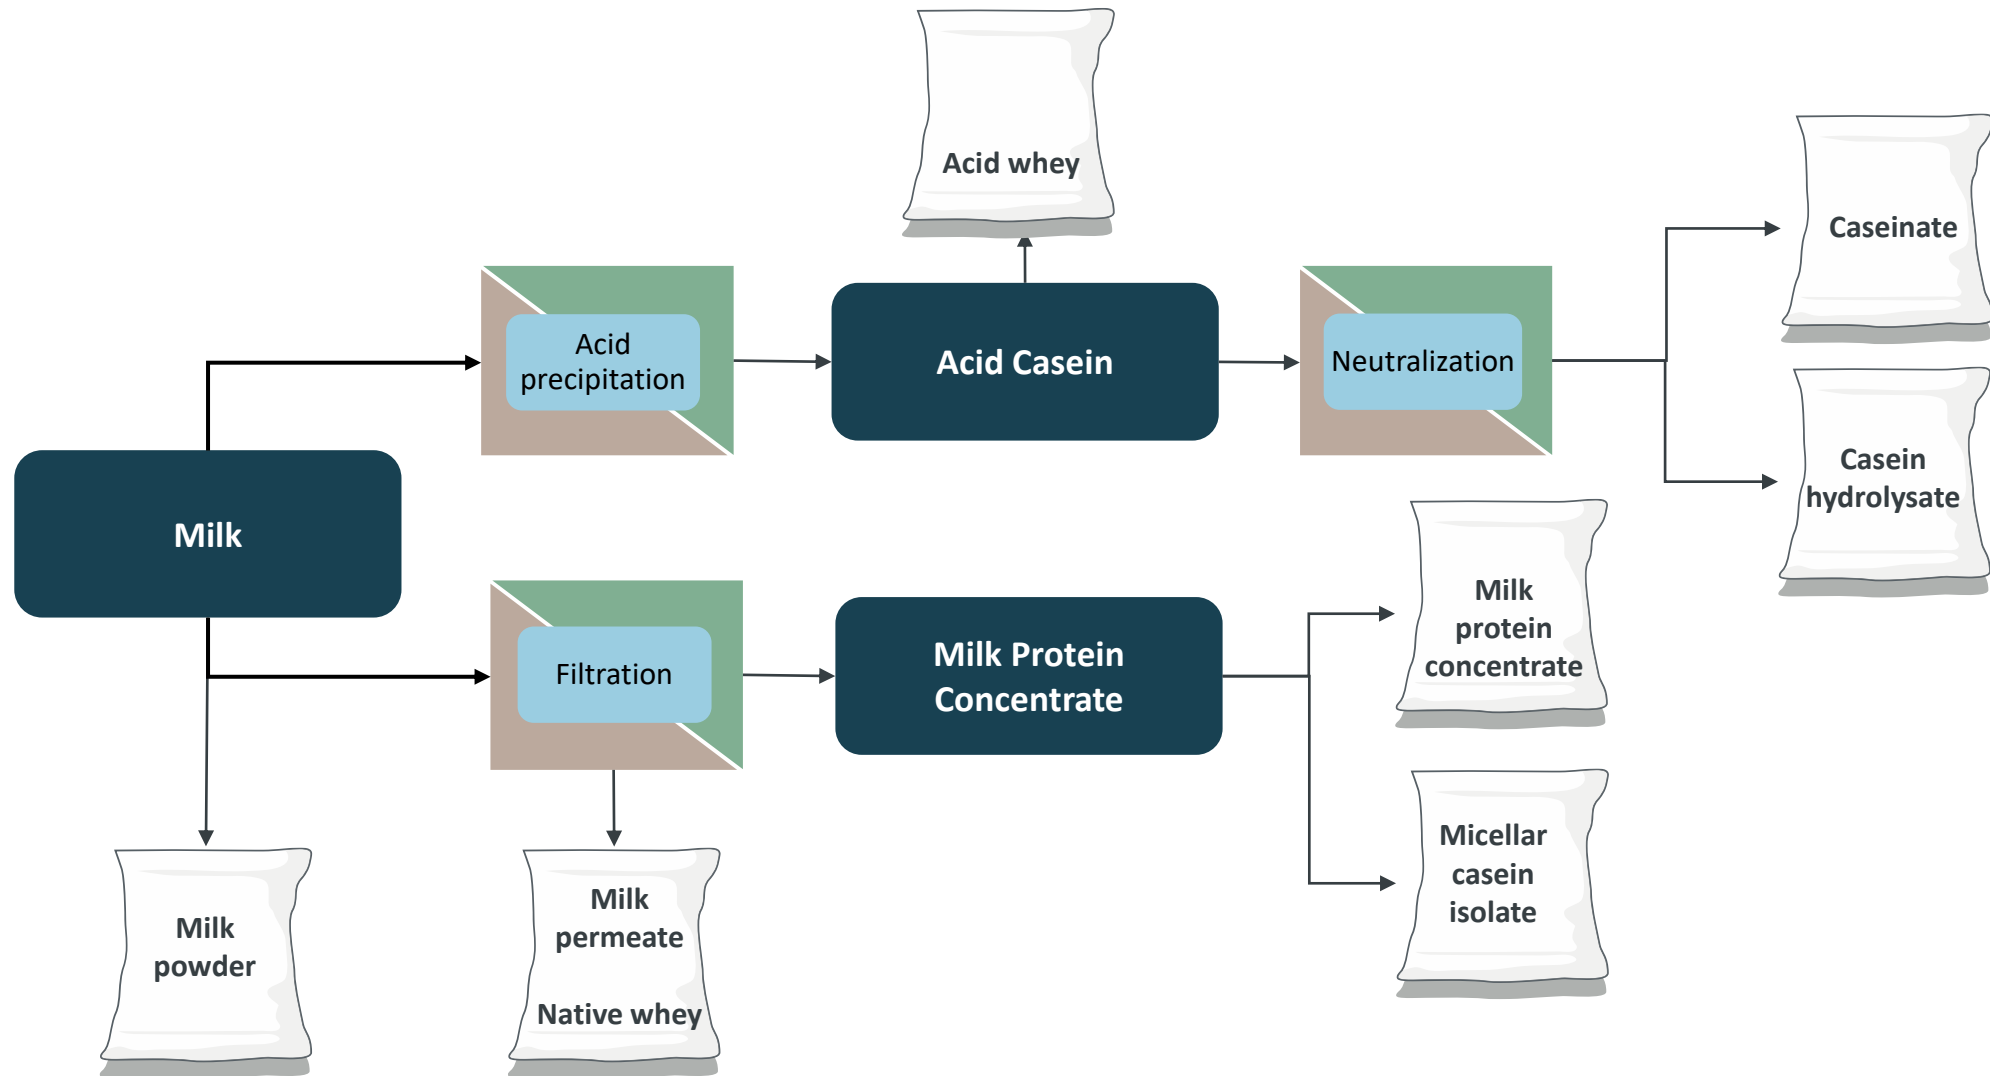 Acid whey
Caseinate
Acid
precipitation
Acid Casein
Neutralization
Casein
hydrolysate
Milk
Filtration
Milk Protein
Concentrate
Milk
protein
concentrate
Micellar
casein
isolate
Milk
powder
Milk
permeate
Native whey